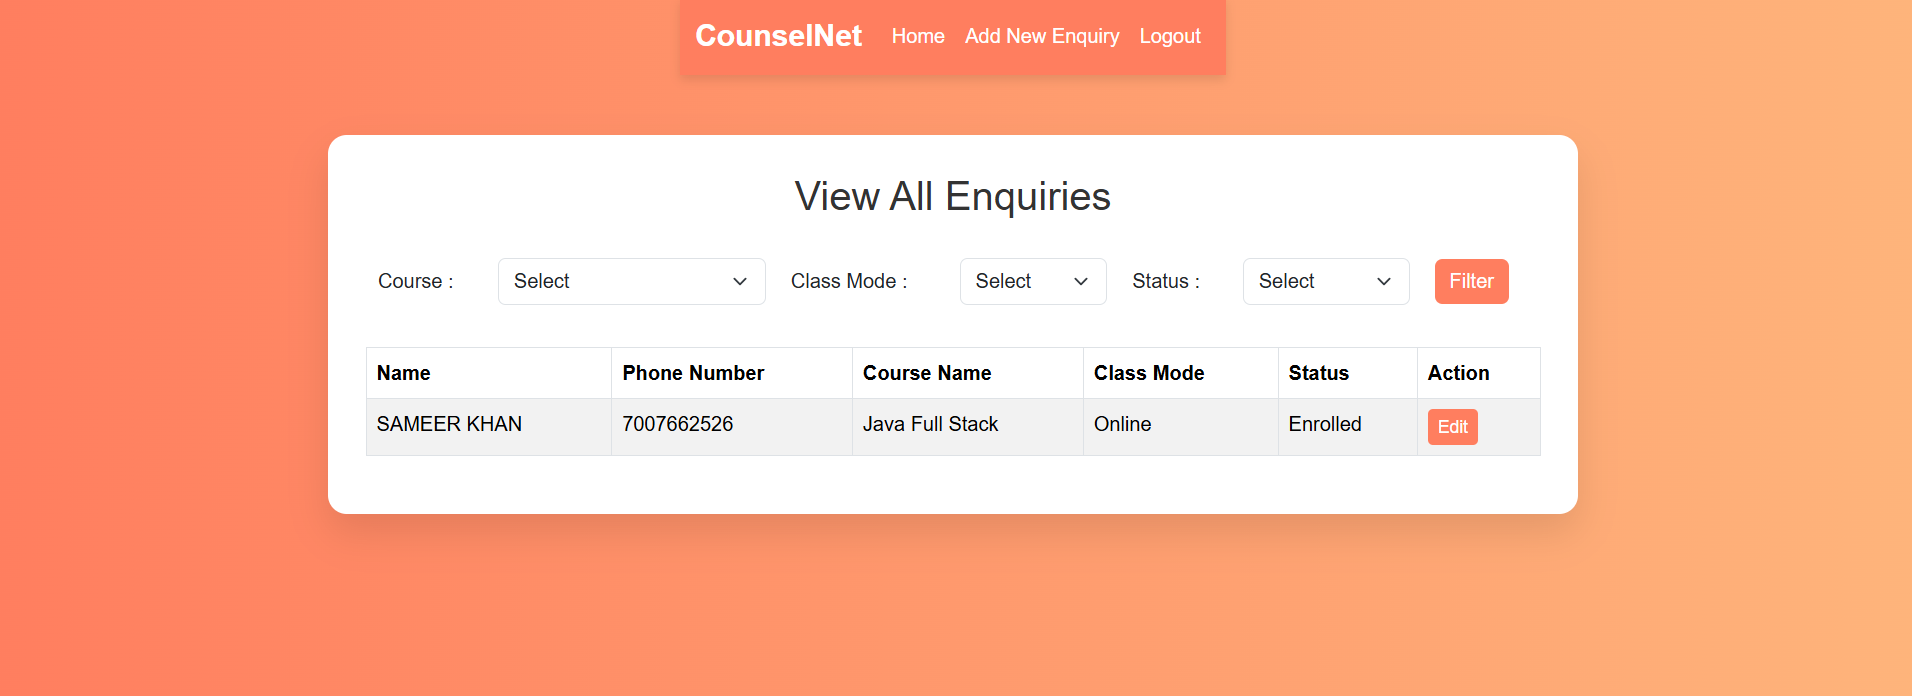 CounselNet Home Add New Enquiry Logout
View All Enquiries
Course : Select Class Mode : Select Status : Select Filter
Name Phone Number Course Name Class Mode Status Action
SAMEER KHAN 7007662526 Java Full Stack Online Enrolled Edit